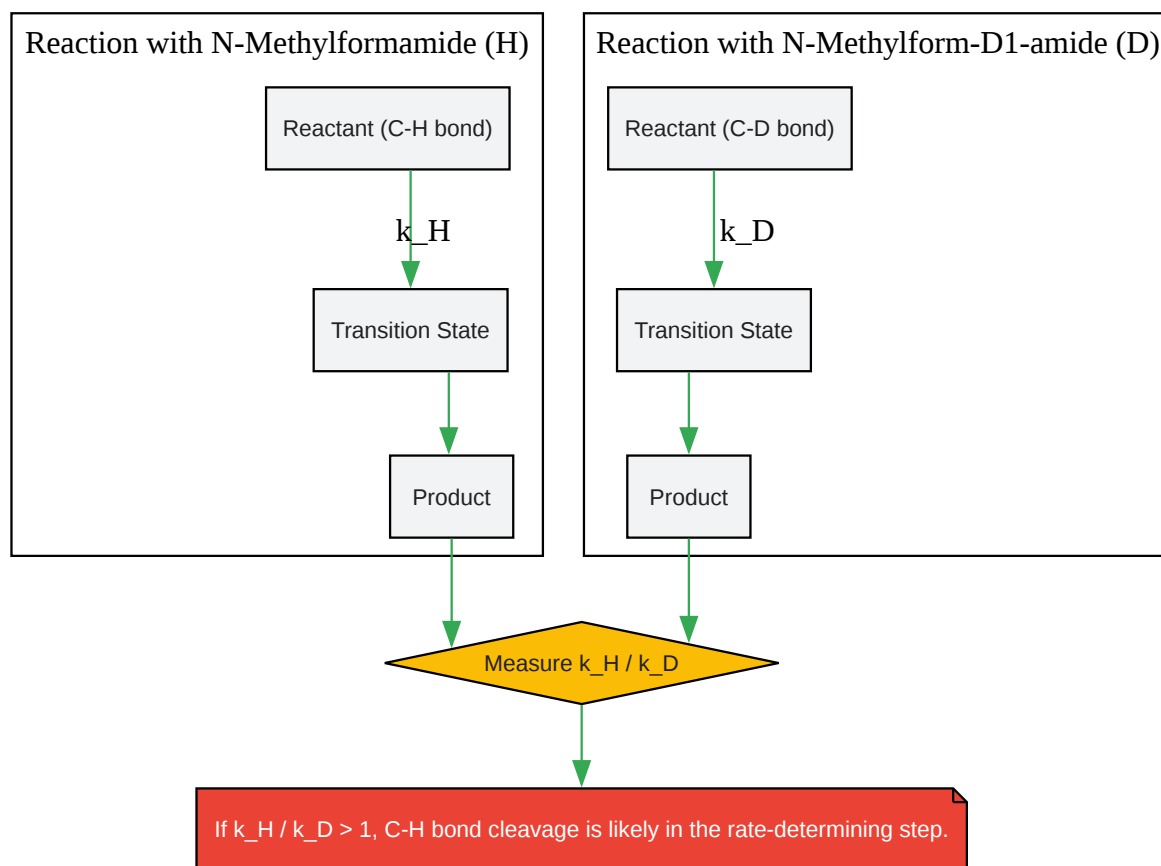 Reaction with N-Methylformamide (H)
Reactant (C-H bond)
k_H
Transition State
Product
Reaction with N-Methylform-D1-amide (D)
Reactant (C-D bond)
k_D
Transition State
Product
Measure k_H / k_D
If k_H / k_D > 1, C-H bond cleavage is likely in the rate-determining step.